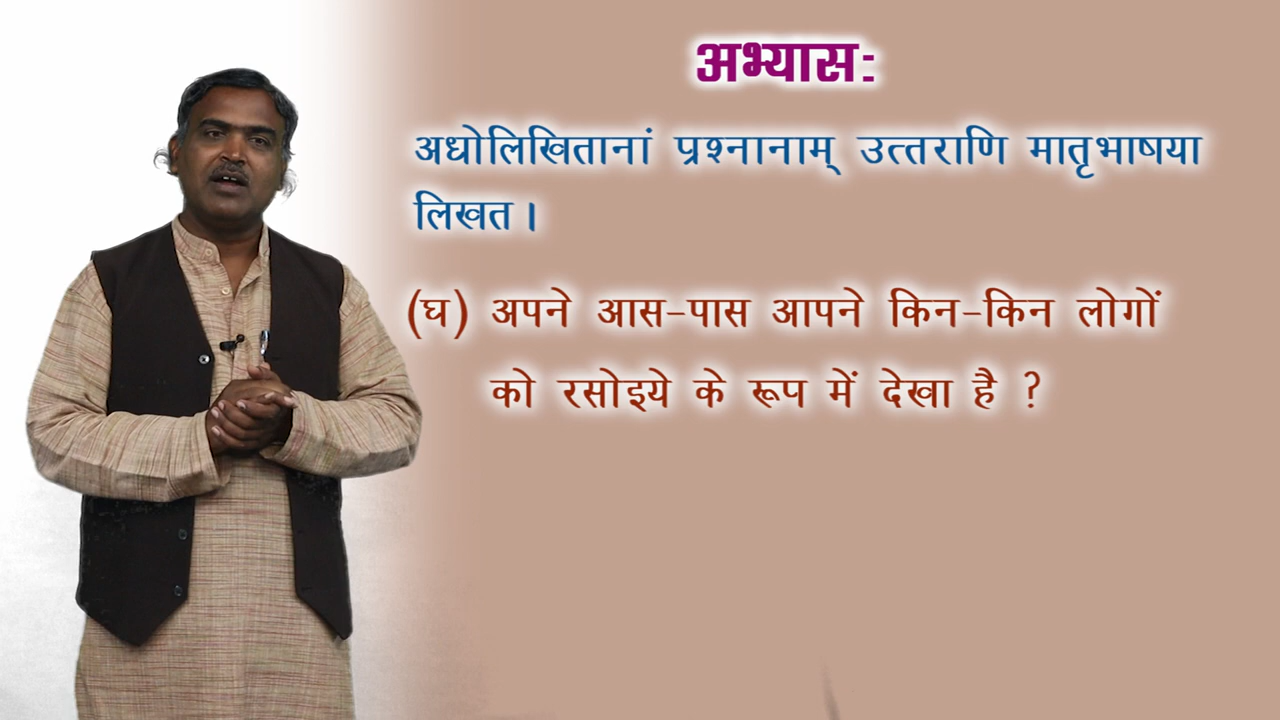 अभ्यासः
अधोलिखितानां प्रश्नानाम् उत्तराणि मातृभाषया
लिखत।
(घ) अपने आस-पास आपने किन-किन लोगों
को रसोइये के रूप में देखा है ?